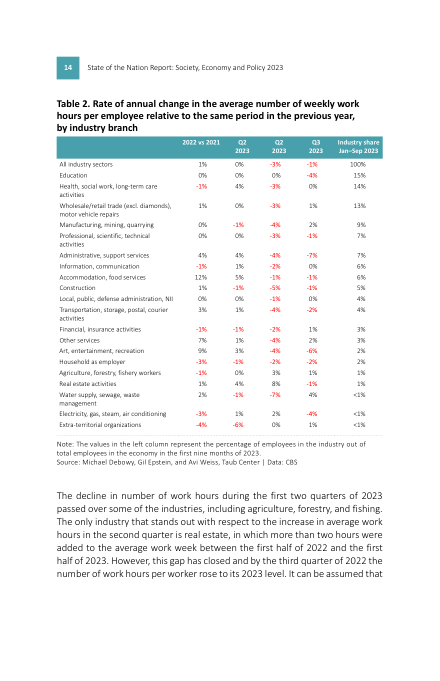 14 State of the Nation Report: Society, Economy and Policy 2023
Table 2. Rate of annual change in the average number of weekly work
hours per employee relative to the same period in the previous year,
by industry branch
2022 vs 2021 Q2 2023 Q2 2023 Q3 2023 Industry share Jan–Sep 2023
All industry sectors 1% 0% -3% -1% 100%
Education 0% 0% 0% -4% 15%
Health, social work, long-term care
activities -1% 4% -3% 0% 14%
Wholesale/retail trade (excl. diamonds),
motor vehicle repairs 1% 0% -3% 1% 13%
Manufacturing, mining, quarrying 0% -1% -4% 2% 9%
Professional, scientific, technical
activities 0% 0% -3% -1% 7%
Administrative, support services 4% 4% -4% -7% 7%
Information, communication -1% 1% -2% 0% 6%
Accommodation, food services 12% 5% -1% -1% 6%
Construction 1% -1% -5% -1% 5%
Local, public, defense administration, NII 0% 0% -1% 0% 4%
Transportation, storage, postal, courier
activities 3% 1% -4% -2% 4%
Financial, insurance activities -1% -1% -2% 1% 3%
Other services 7% 1% -4% 2% 3%
Art, entertainment, recreation 9% 3% -4% -6% 2%
Household as employer -3% -1% -2% -2% 2%
Agriculture, forestry, fishery workers -1% 0% 3% 1% 1%
Real estate activities 1% 4% 8% -1% 1%
Water supply, sewage, waste
management 2% -1% -7% 4% <1%
Electricity, gas, steam, air conditioning -3% 1% 2% -4% <1%
Extra-territorial organizations -4% -6% 0% 1% <1%
Note: The values in the left column represent the percentage of employees in the industry out of
total employees in the economy in the first nine months of 2023.
Source: Michael Debowy, Gil Epstein, and Avi Weiss, Taub Center | Data: CBS
The decline in number of work hours during the first two quarters of 2023
passed over some of the industries, including agriculture, forestry, and fishing.
The only industry that stands out with respect to the increase in average work
hours in the second quarter is real estate, in which more than two hours were
added to the average work week between the first half of 2022 and the first
half of 2023. However, this gap has closed and by the third quarter of 2022 the
number of work hours per worker rose to its 2023 level. It can be assumed that